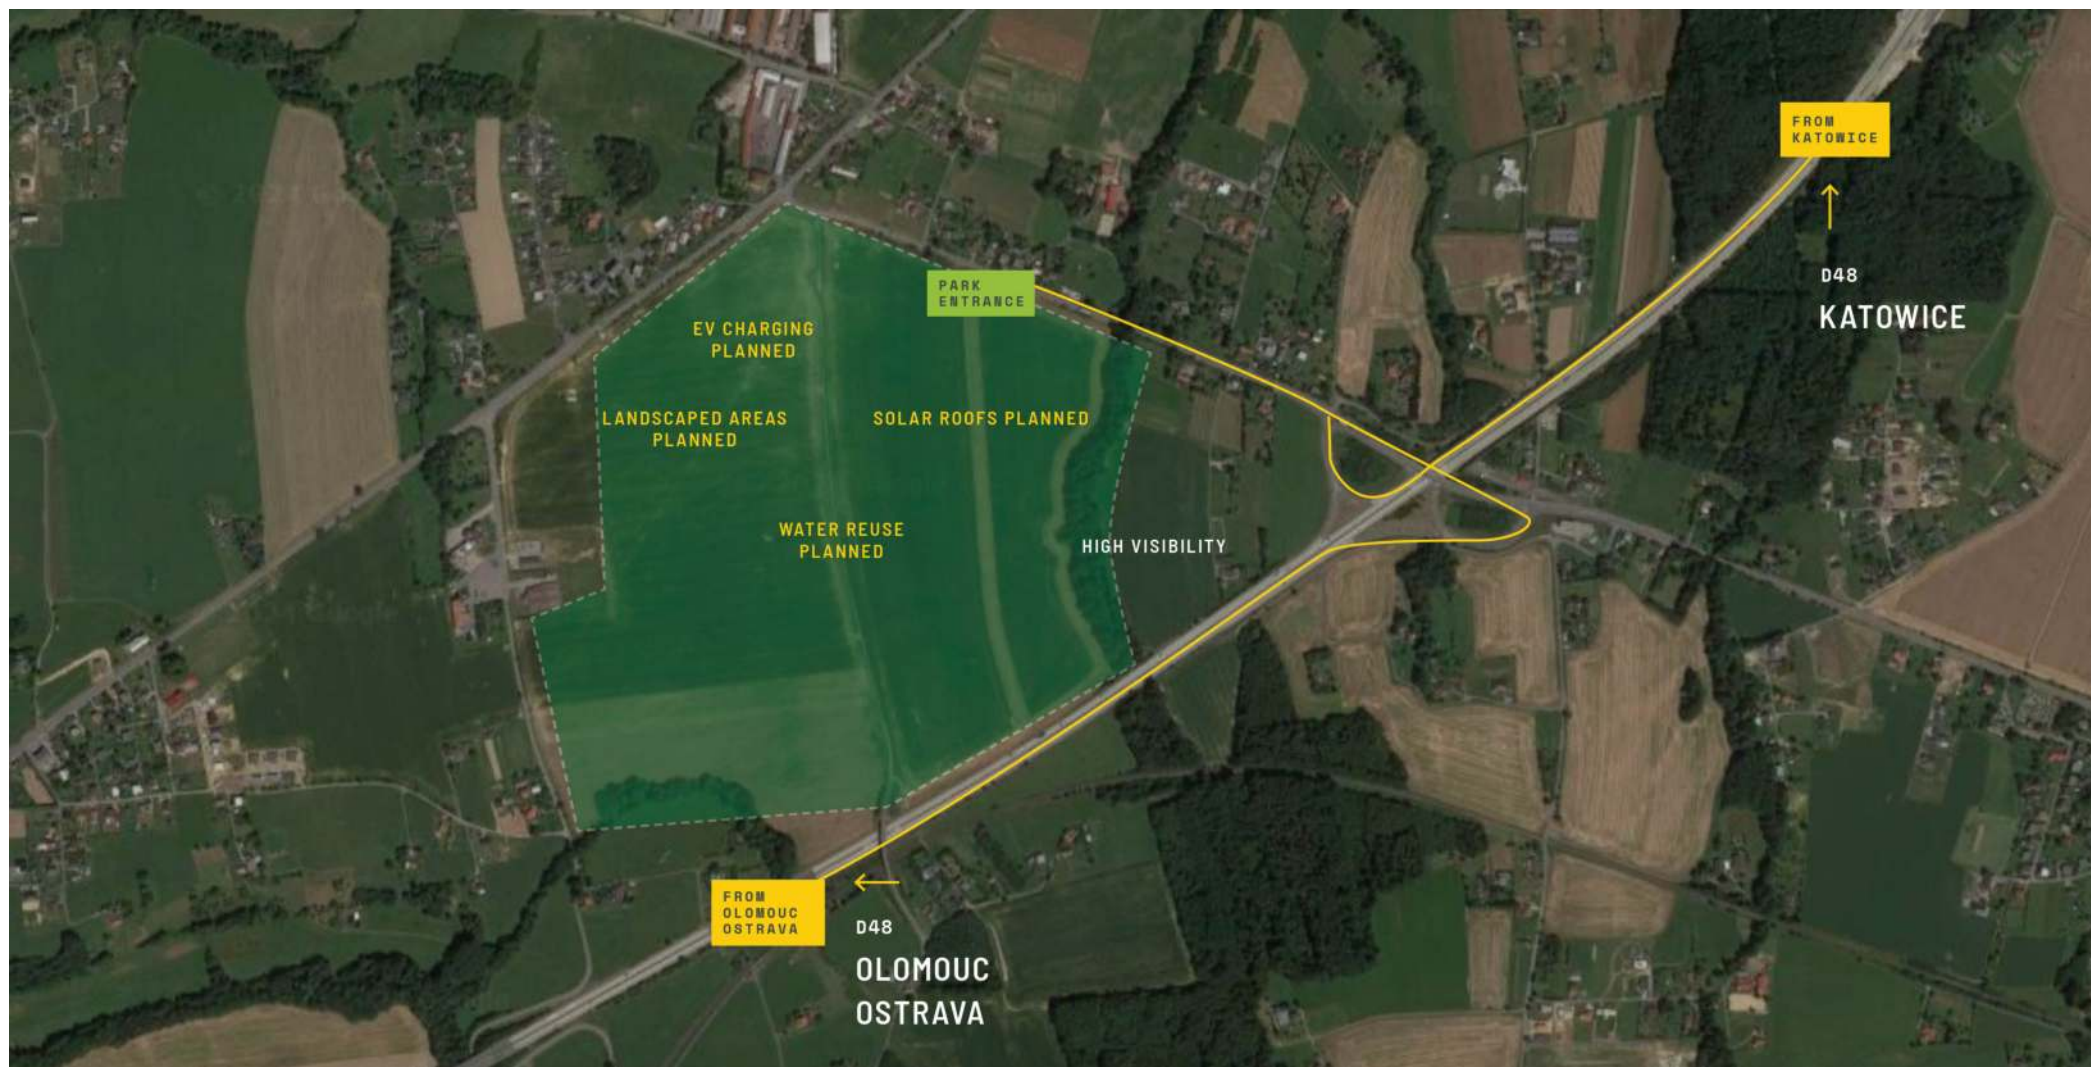 FROM
KATOWICE
D48
KATOWICE
PARK
ENTRANCE
EV CHARGING
PLANNED
LANDSCAPED AREAS
PLANNED
SOLAR ROOFS PLANNED
WATER REUSE
PLANNED
HIGH VISIBILITY
FROM
OLOMOUC
OSTRAVA
D48
OLOMOUC
OSTRAVA